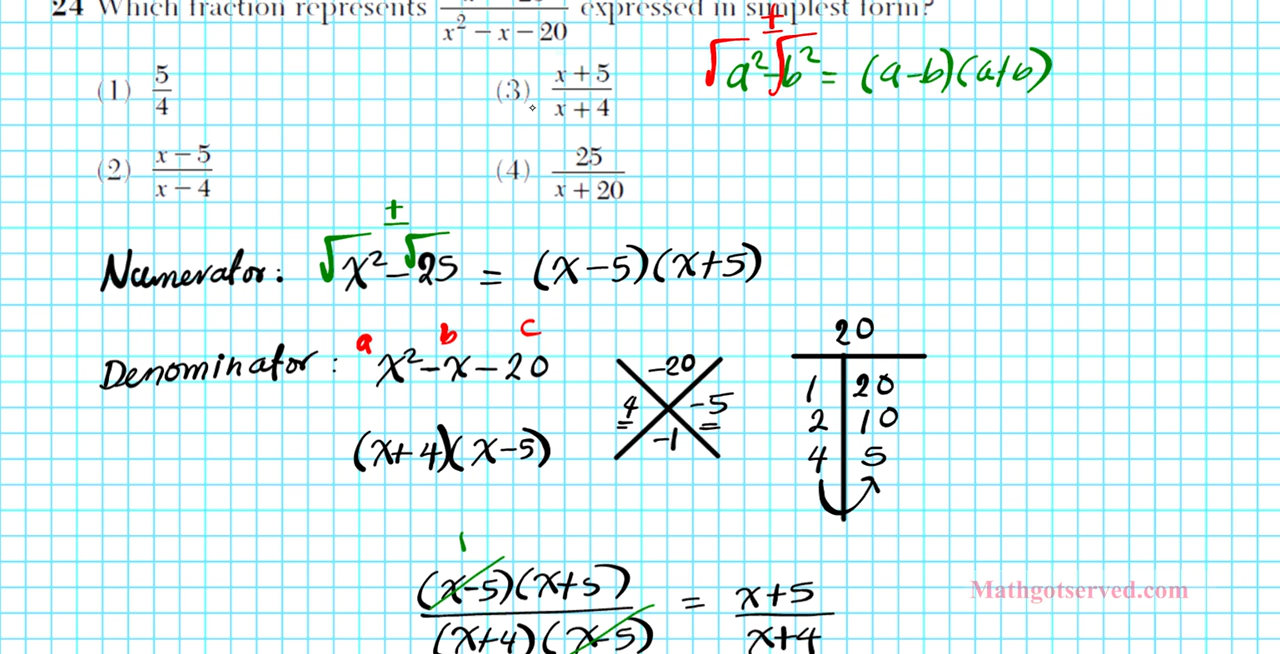 24 Which fraction represents ——— expressed in simplest form?
x² − x − 20
(1) 5/4
(3) (x + 5)/(x + 4)
√a² − √b² = (a−b)(a+b)
±
(2) (x − 5)/(x − 4)
(4) 25/(x + 20)
±
Numerator: √x² − √25 = (x−5)(x+5)
a b c
Denominator: x² − x − 20
(x+4)(x−5)
−20
4 −5
−1
20
1 20
2 10
4 5
1
(x−5)(x+5)/(x+4)(x−5) = x+5/x+4
Mathgotserved.com